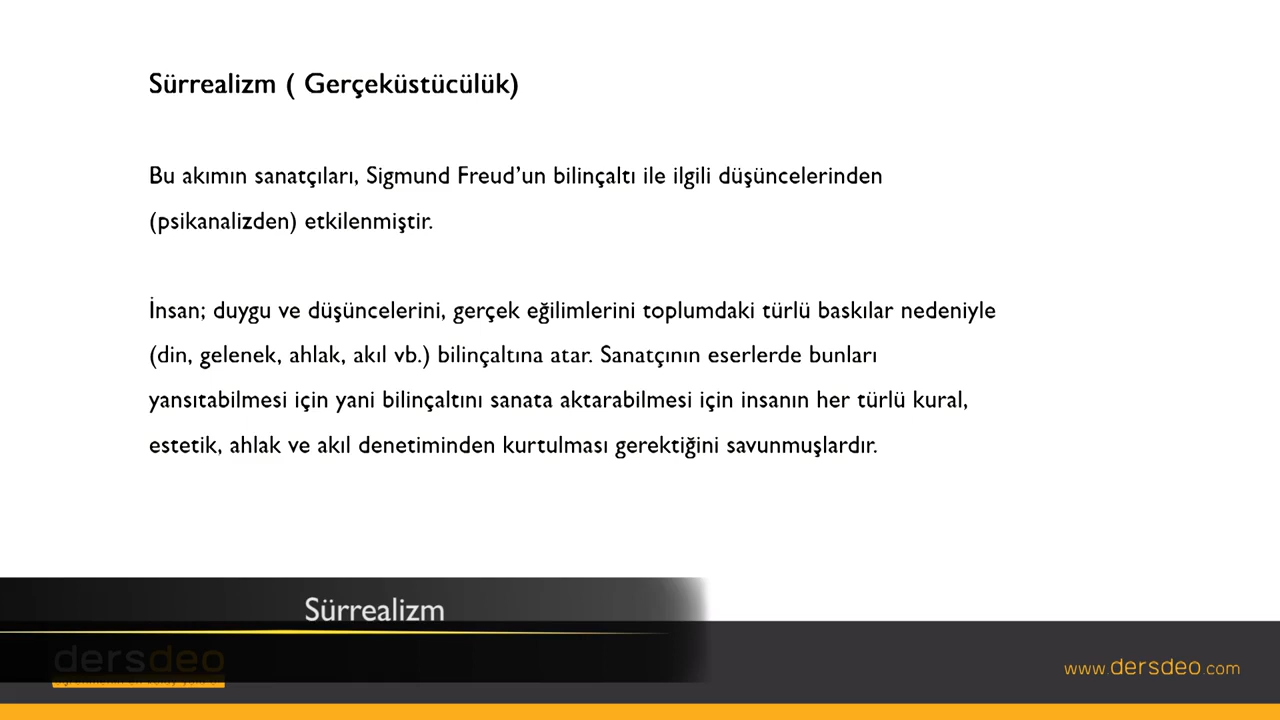 Sürrealizm ( Gerçeküstücülük)
Bu akımın sanatçıları, Sigmund Freud’un bilinçaltı ile ilgili düşüncelerinden
(psikanalizden) etkilenmiştir.
İnsan; duygu ve düşüncelerini, gerçek eğilimlerini toplumdaki türlü baskılar nedeniyle
(din, gelenek, ahlak, akıl vb.) bilinçaltına atar. Sanatçının eserlerde bunları
yansıtabilmesi için yani bilinçaltını sanata aktarabilmesi için insanın her türlü kural,
estetik, ahlak ve akıl denetiminden kurtulması gerektiğini savunmuşlardır.
Sürrealizm
dersdeo
www.dersdeo.com